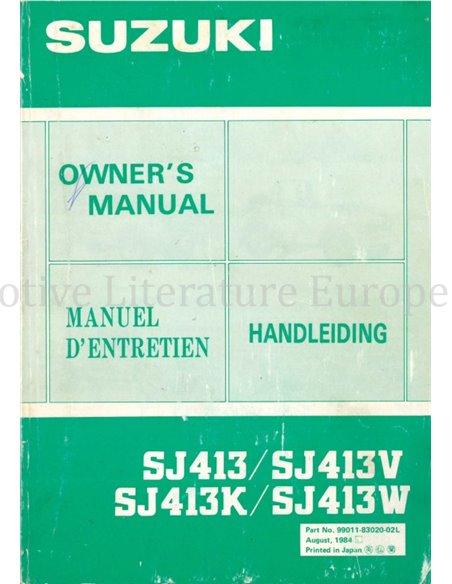 SUZUKI
OWNER'S
MANUAL
MANUEL
D'ENTRETIEN
HANDLEIDING
otive Literature Europe
SJ413/SJ413V
SJ413K/SJ413W
Part No. 99011-83020-02L
August, 1984
Printed in Japan